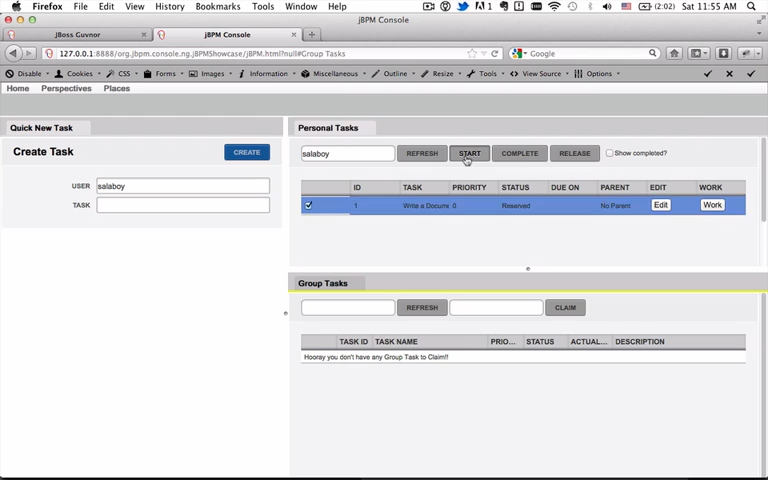 Firefox File Edit View History Bookmarks Tools Window Help 1 (2:02) Sat 11:55 AM
jBPM Console
JBoss Guvnor × jBPM Console × +
127.0.0.1:8888/org.jbpm.console.ng.jBPMShowcase/jBPM.html?null#Group Tasks Google
Disable Cookies CSS Forms Images Information Miscellaneous Outline Resize Tools View Source Options
Home Perspectives Places
Quick New Task
Create Task CREATE
USER salaboy
TASK
Personal Tasks
salaboy REFRESH START COMPLETE RELEASE Show completed?
ID TASK PRIORITY STATUS DUE ON PARENT EDIT WORK
1 Write a Docume 0 Reserved No Parent Edit Work
Group Tasks
REFRESH CLAIM
TASK ID TASK NAME PRIO... STATUS ACTUAL... DESCRIPTION
Hooray you don't have any Group Task to Claim!!